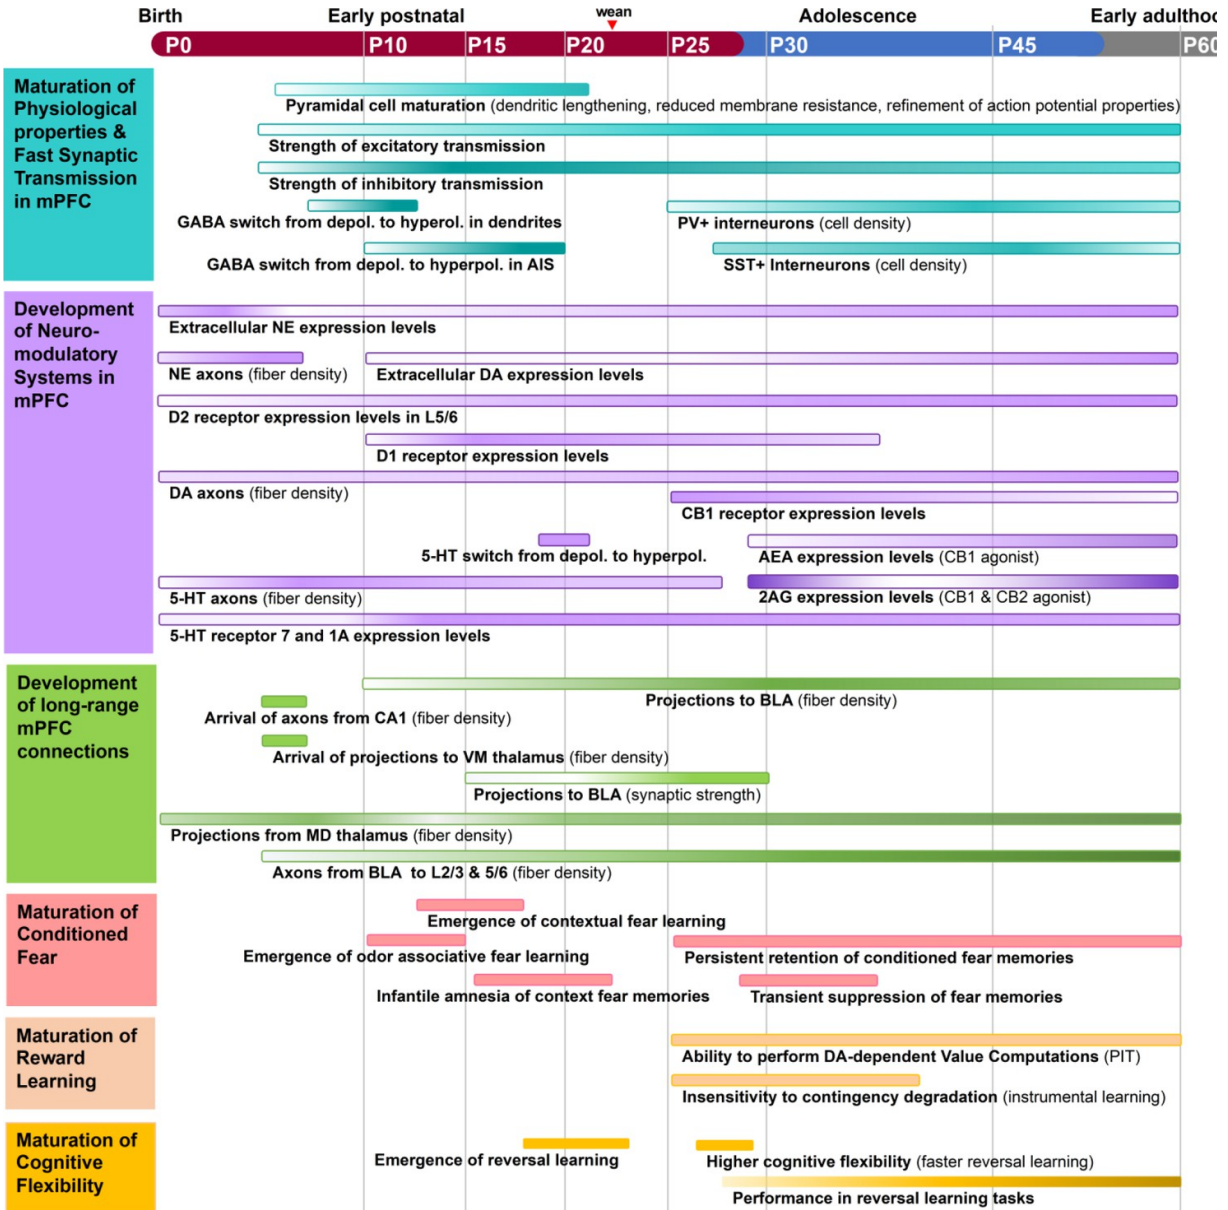 Birth Early postnatal wean Adolescence Early adulthoo
P0 P10 P15 P20 P25 P30 P45 P60
Maturation of
Physiological
properties &
Fast Synaptic
Transmission
in mPFC
Pyramidal cell maturation (dendritic lengthening, reduced membrane resistance, refinement of action potential properties)
Strength of excitatory transmission
Strength of inhibitory transmission
GABA switch from depol. to hyperol. in dendrites
PV+ interneurons (cell density)
GABA switch from depol. to hyperpol. in AIS
SST+ Interneurons (cell density)
Development
of Neuro-
modulatory
Systems in
mPFC
Extracellular NE expression levels
NE axons (fiber density)
Extracellular DA expression levels
D2 receptor expression levels in L5/6
D1 receptor expression levels
DA axons (fiber density)
CB1 receptor expression levels
5-HT switch from depol. to hyperpol.
AEA expression levels (CB1 agonist)
5-HT axons (fiber density)
2AG expression levels (CB1 & CB2 agonist)
5-HT receptor 7 and 1A expression levels
Development
of long-range
mPFC
connections
Projections to BLA (fiber density)
Arrival of axons from CA1 (fiber density)
Arrival of projections to VM thalamus (fiber density)
Projections to BLA (synaptic strength)
Projections from MD thalamus (fiber density)
Axons from BLA to L2/3 & 5/6 (fiber density)
Maturation of
Conditioned
Fear
Emergence of contextual fear learning
Emergence of odor associative fear learning
Persistent retention of conditioned fear memories
Infantile amnesia of context fear memories
Transient suppression of fear memories
Maturation of
Reward
Learning
Ability to perform DA-dependent Value Computations (PIT)
Insensitivity to contingency degradation (instrumental learning)
Maturation of
Cognitive
Flexibility
Emergence of reversal learning
Higher cognitive flexibility (faster reversal learning)
Performance in reversal learning tasks